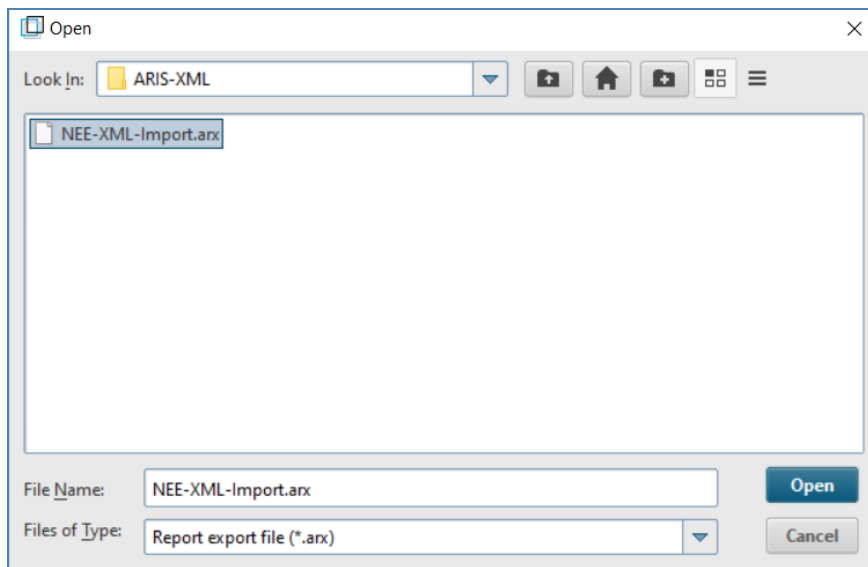 Open
Look In: ARIS-XML
NEE-XML-Import.arx
File Name: NEE-XML-Import.arx
Open
Files of Type: Report export file (*.arx)
Cancel